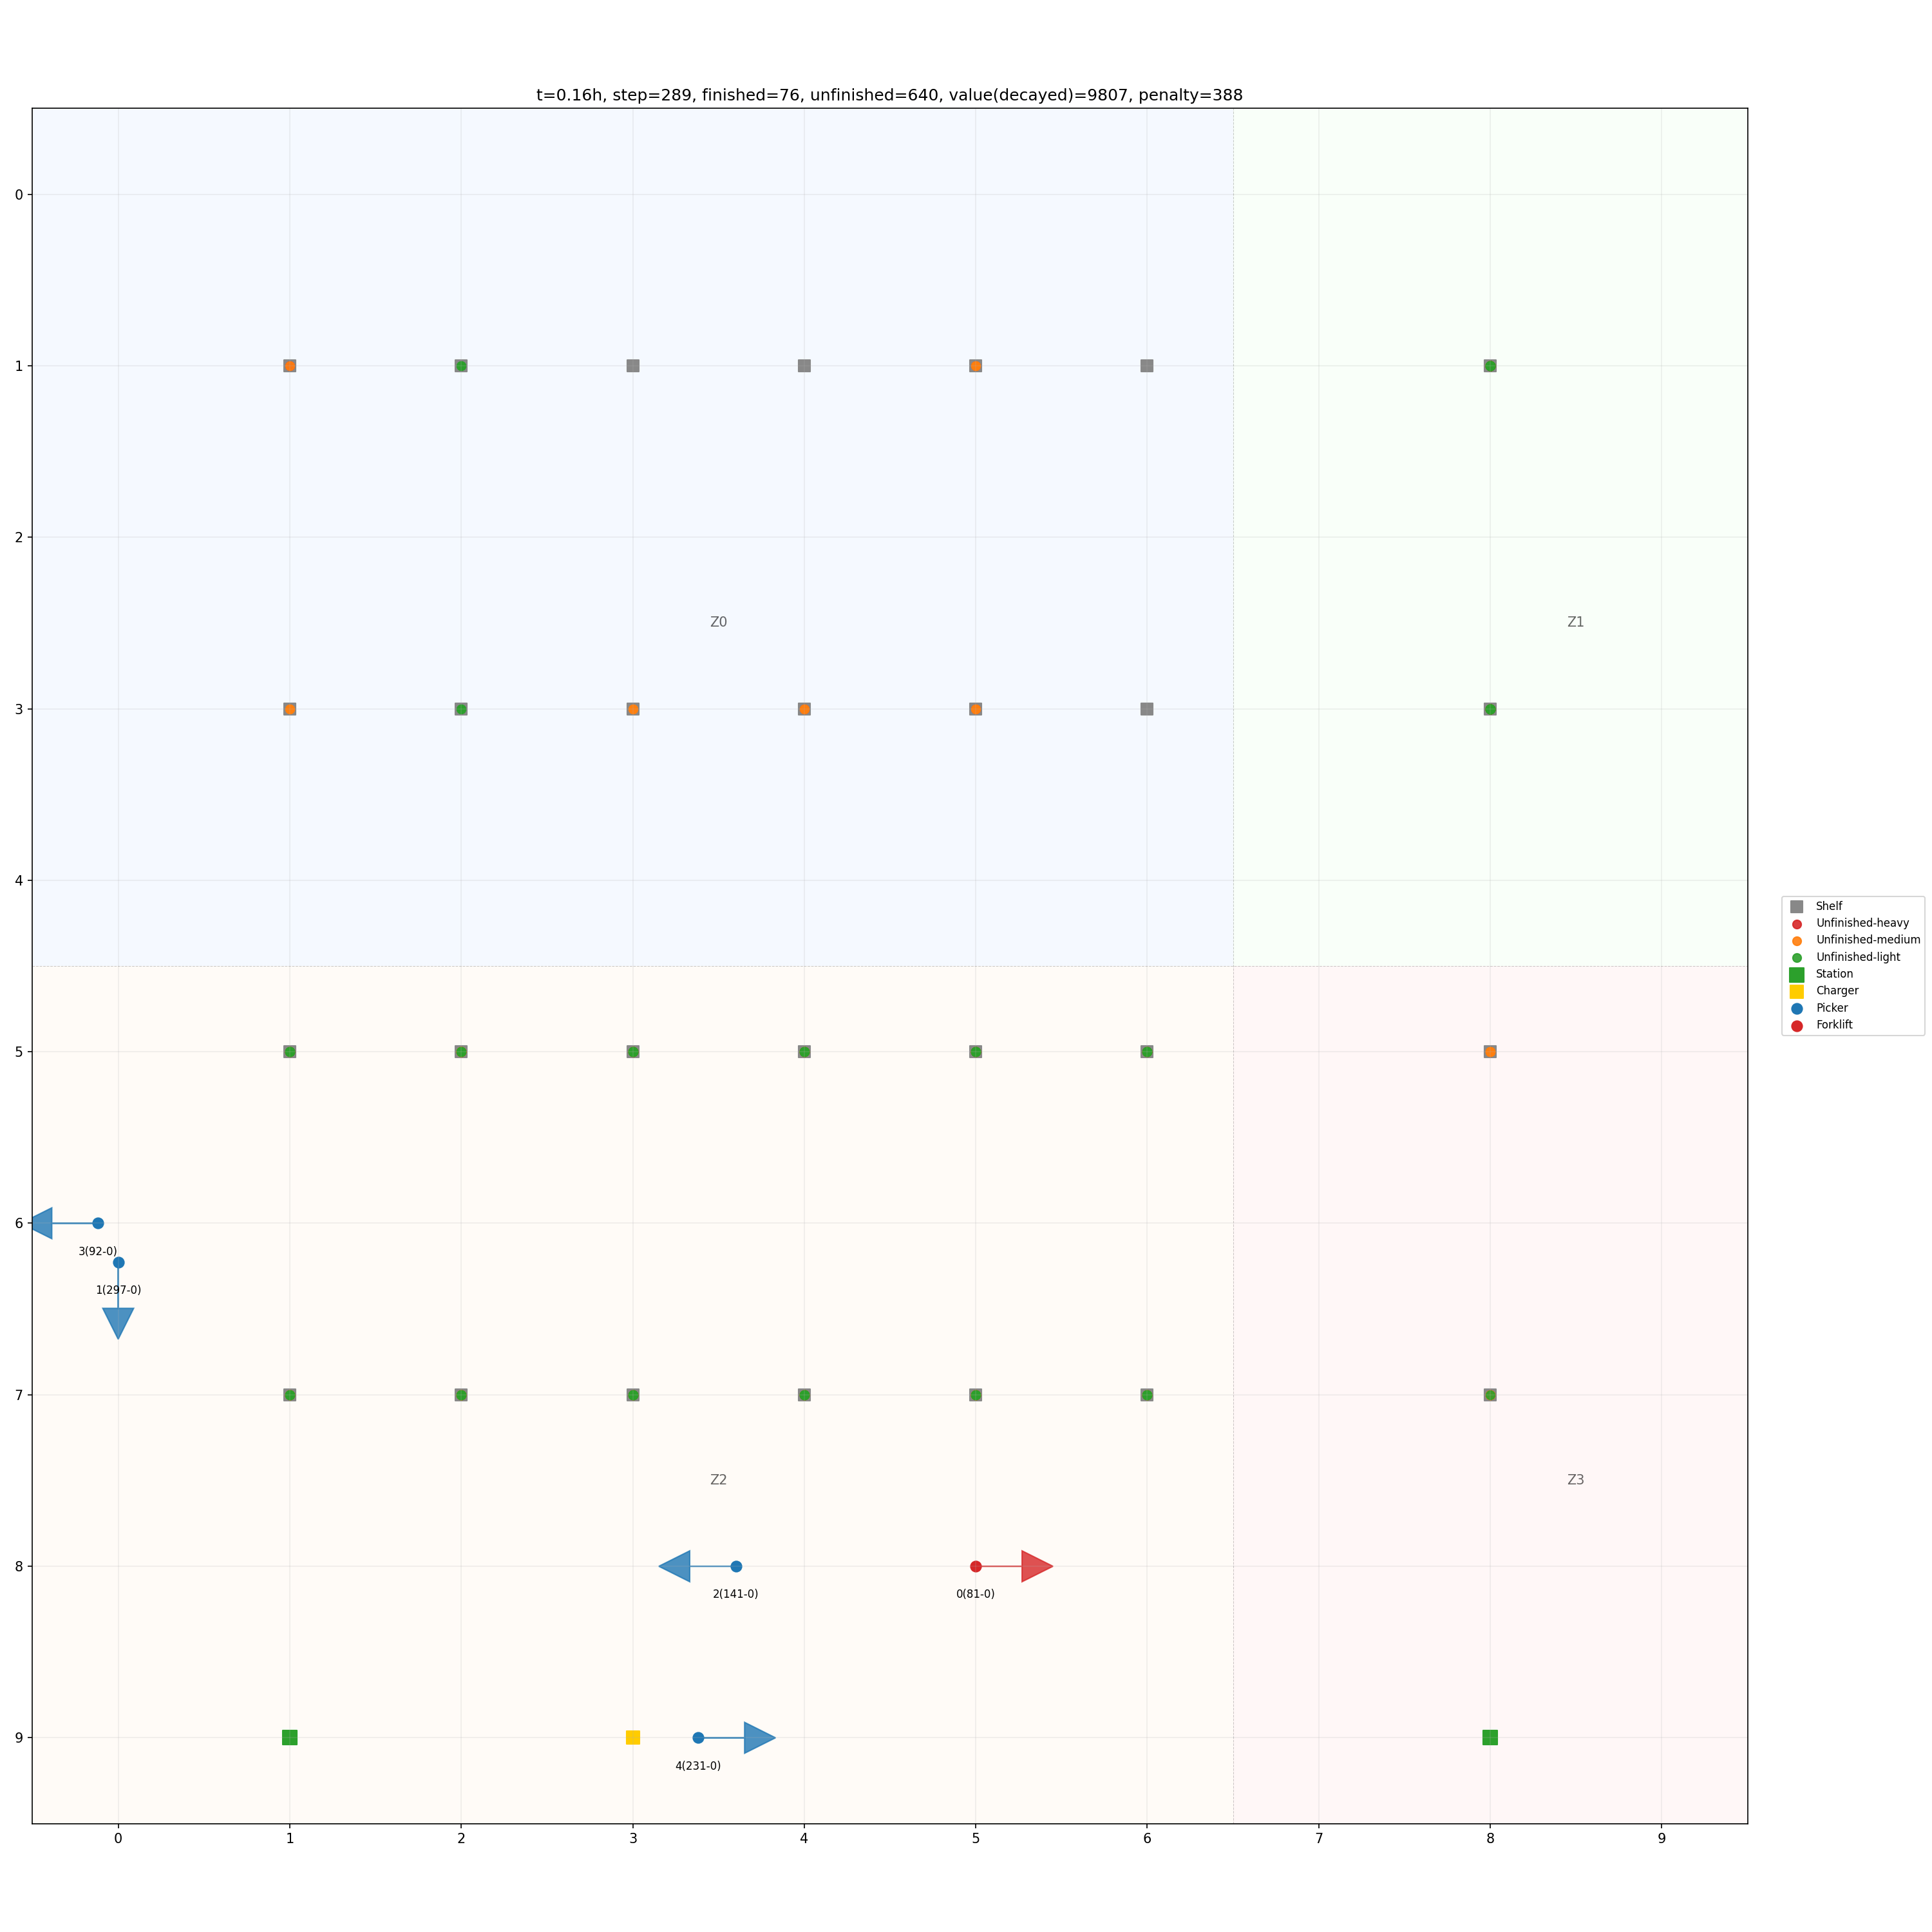 t=0.16h, step=289, finished=76, unfinished=640, value(decayed)=9807, penalty=388
0
1
2
Z0
Z1
3
4
Shelf
Unfinished-heavy
Unfinished-medium
Unfinished-light
Station
Charger
Picker
Forklift
5
6
3(92-0)
1(297-0)
7
Z2
Z3
8
2(141-0)
0(81-0)
9
4(231-0)
0 1 2 3 4 5 6 7 8 9